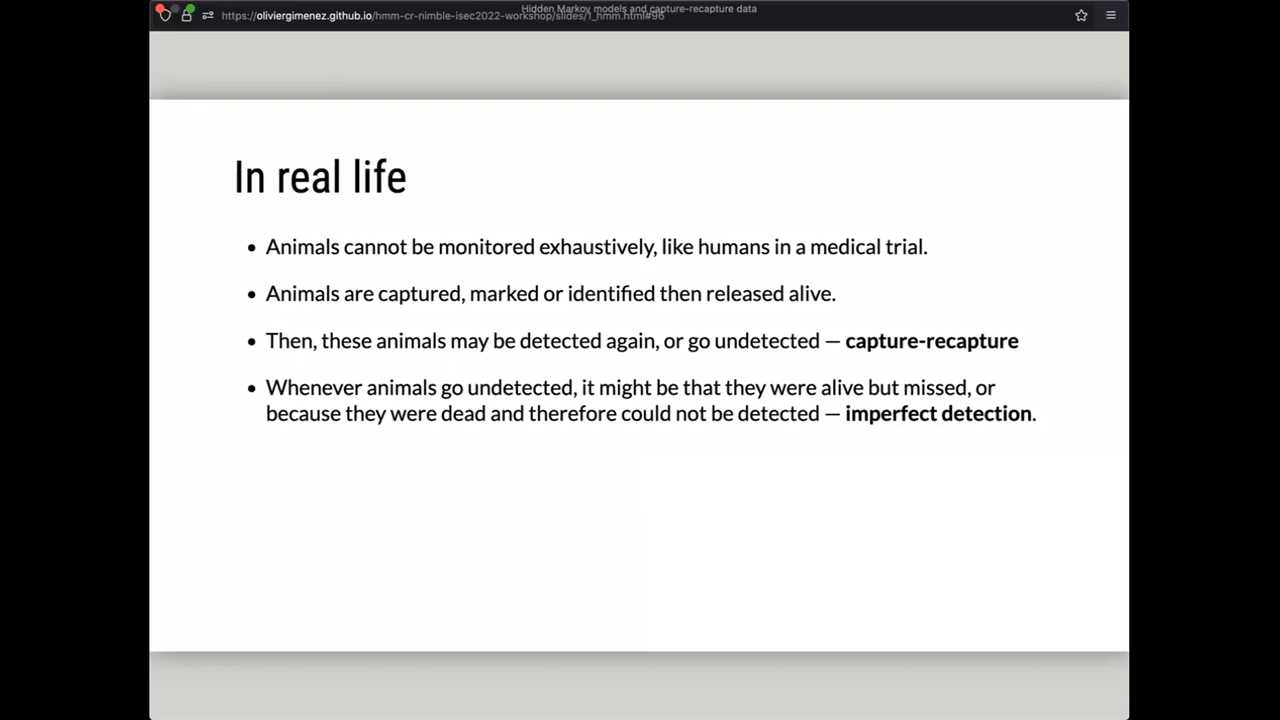 Hidden Markov models and capture-recapture data
https://oliviergimenez.github.io/hmm-cr-nimble-isec2022-workshop/slides/1_hmm.html#96
In real life
• Animals cannot be monitored exhaustively, like humans in a medical trial.
• Animals are captured, marked or identified then released alive.
• Then, these animals may be detected again, or go undetected — capture-recapture
• Whenever animals go undetected, it might be that they were alive but missed, or
because they were dead and therefore could not be detected — imperfect detection.